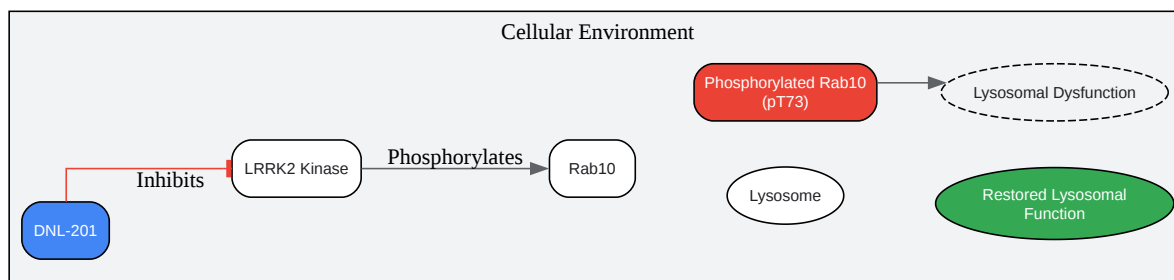 Cellular Environment
Phosphorylated Rab10
(pT73)
Lysosomal Dysfunction
LRRK2 Kinase
Phosphorylates
Rab10
Inhibits
DNL-201
Lysosome
Restored Lysosomal
Function